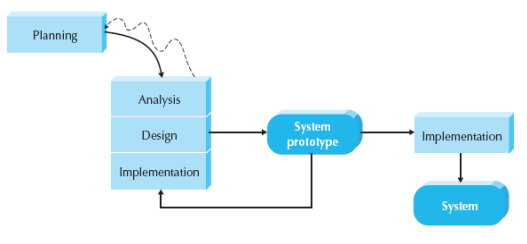 Planning
Analysis
Design
Implementation
System
prototype
Implementation
System